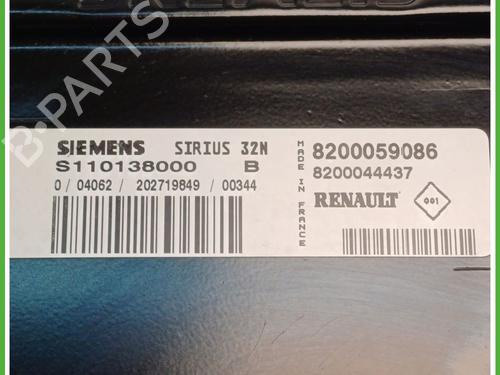 SIEMENS SIRIUS 32N
S110138000 B
0 / 04062 / 202719849 / 00344
MADE IN FRANCE
8200059086
8200044437
RENAULT 001
B-PARTS